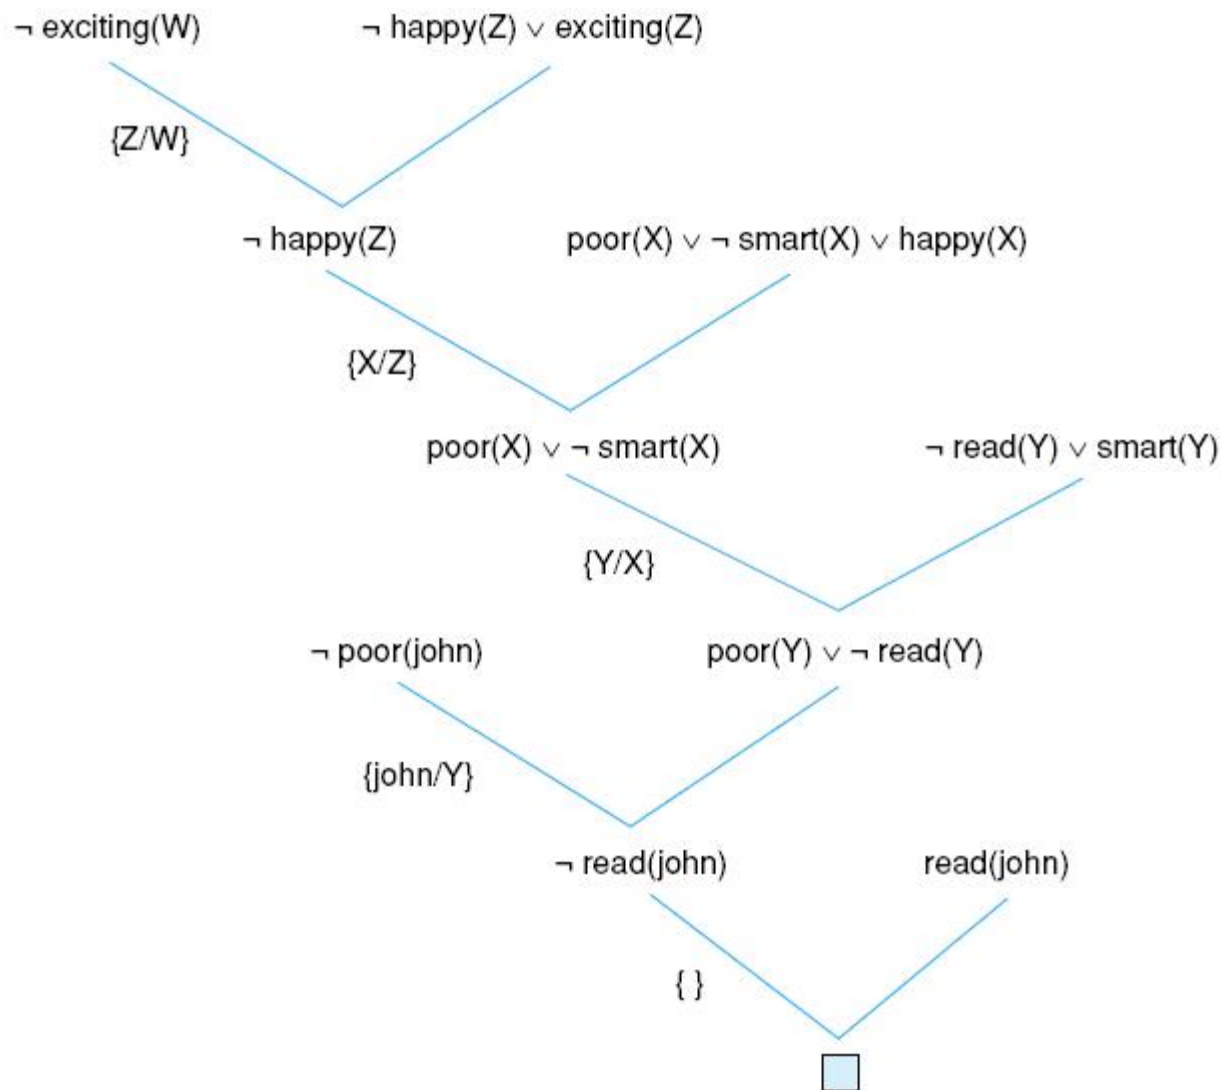 ¬ exciting(W) ¬ happy(Z) ∨ exciting(Z)
{Z/W}
¬ happy(Z) poor(X) ∨ ¬ smart(X) ∨ happy(X)
{X/Z}
poor(X) ∨ ¬ smart(X) ¬ read(Y) ∨ smart(Y)
{Y/X}
¬ poor(john) poor(Y) ∨ ¬ read(Y)
{john/Y}
¬ read(john) read(john)
{ }